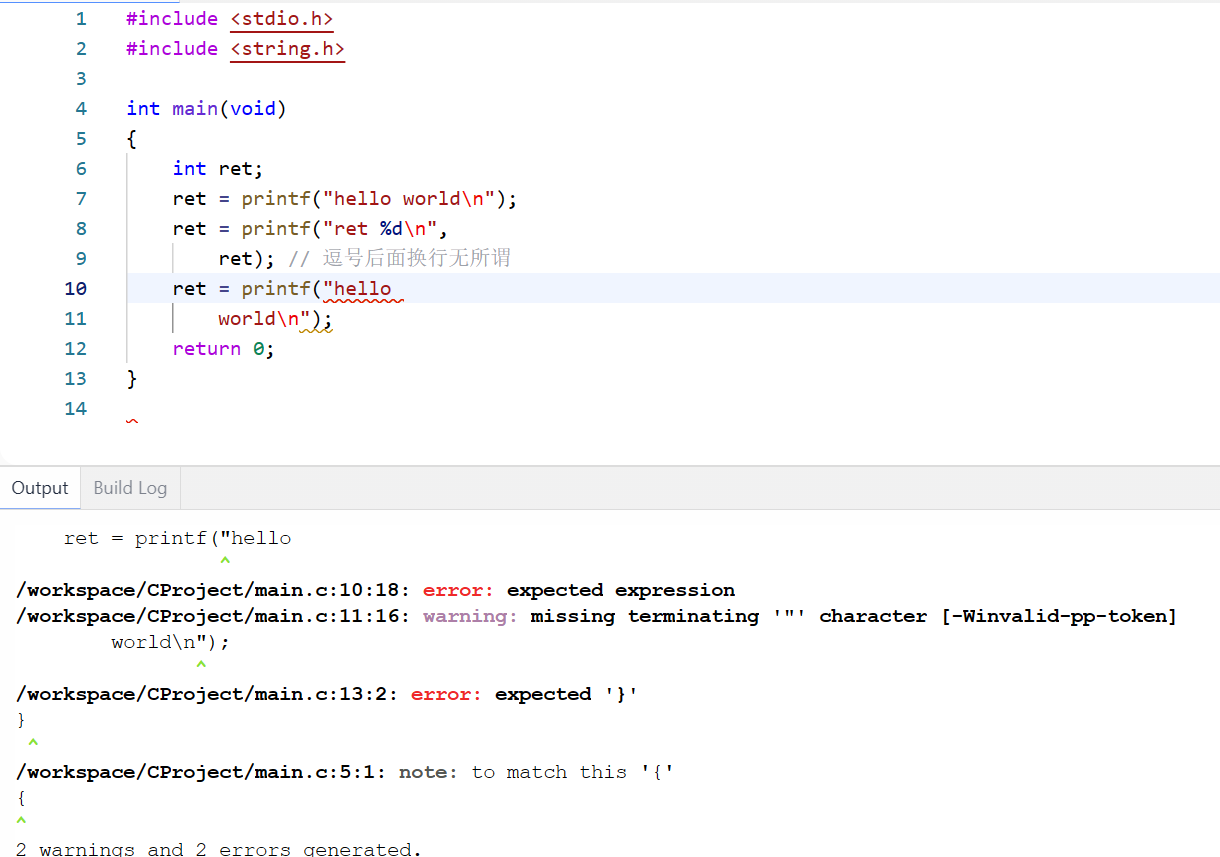 1 #include <stdio.h>
2 #include <string.h>
3
4 int main(void)
5 {
6 int ret;
7 ret = printf("hello world\n");
8 ret = printf("ret %d\n",
9 ret); // 逗号后面换行无所谓
10 ret = printf("hello
11 world\n");
12 return 0;
13 }
14
Output Build Log
ret = printf("hello
^
/workspace/CProject/main.c:10:18: error: expected expression
/workspace/CProject/main.c:11:16: warning: missing terminating '"' character [-Winvalid-pp-token]
world\n");
^
/workspace/CProject/main.c:13:2: error: expected '}'
}
^
/workspace/CProject/main.c:5:1: note: to match this '{'
{
^
2 warnings and 2 errors generated.